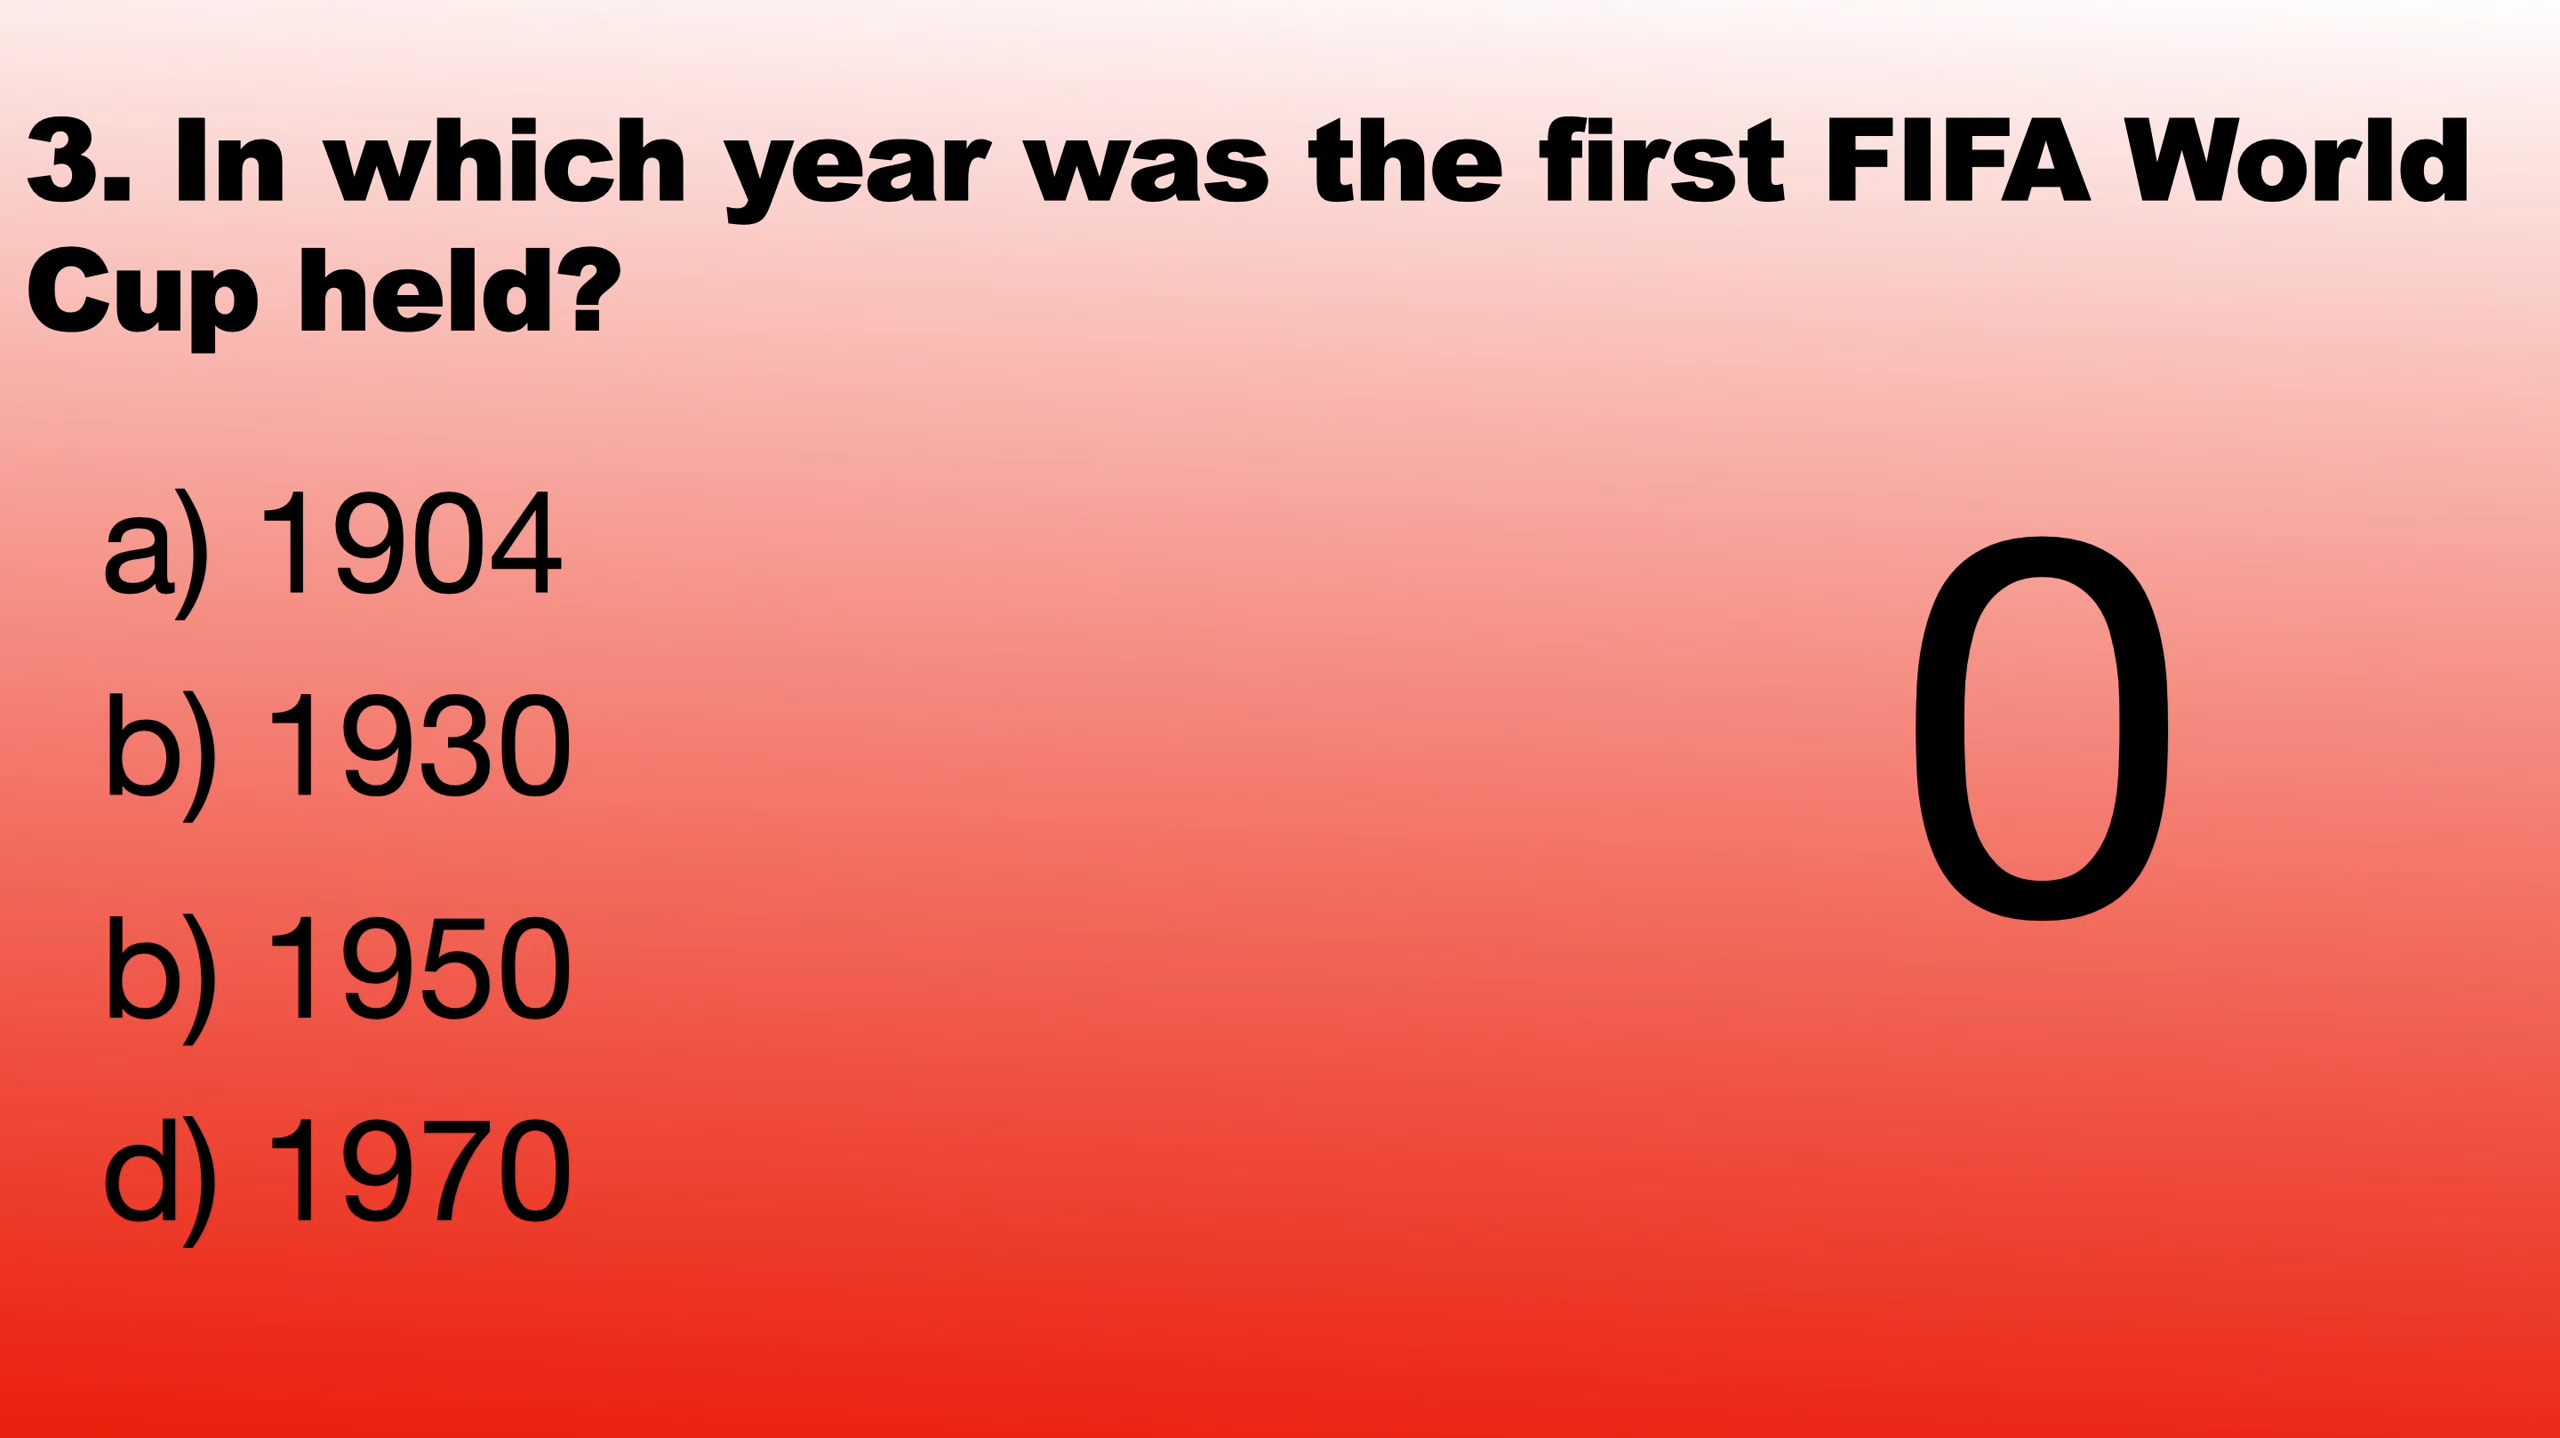 3. In which year was the first FIFA World
Cup held?
a) 1904
b) 1930
b) 1950
d) 1970
0